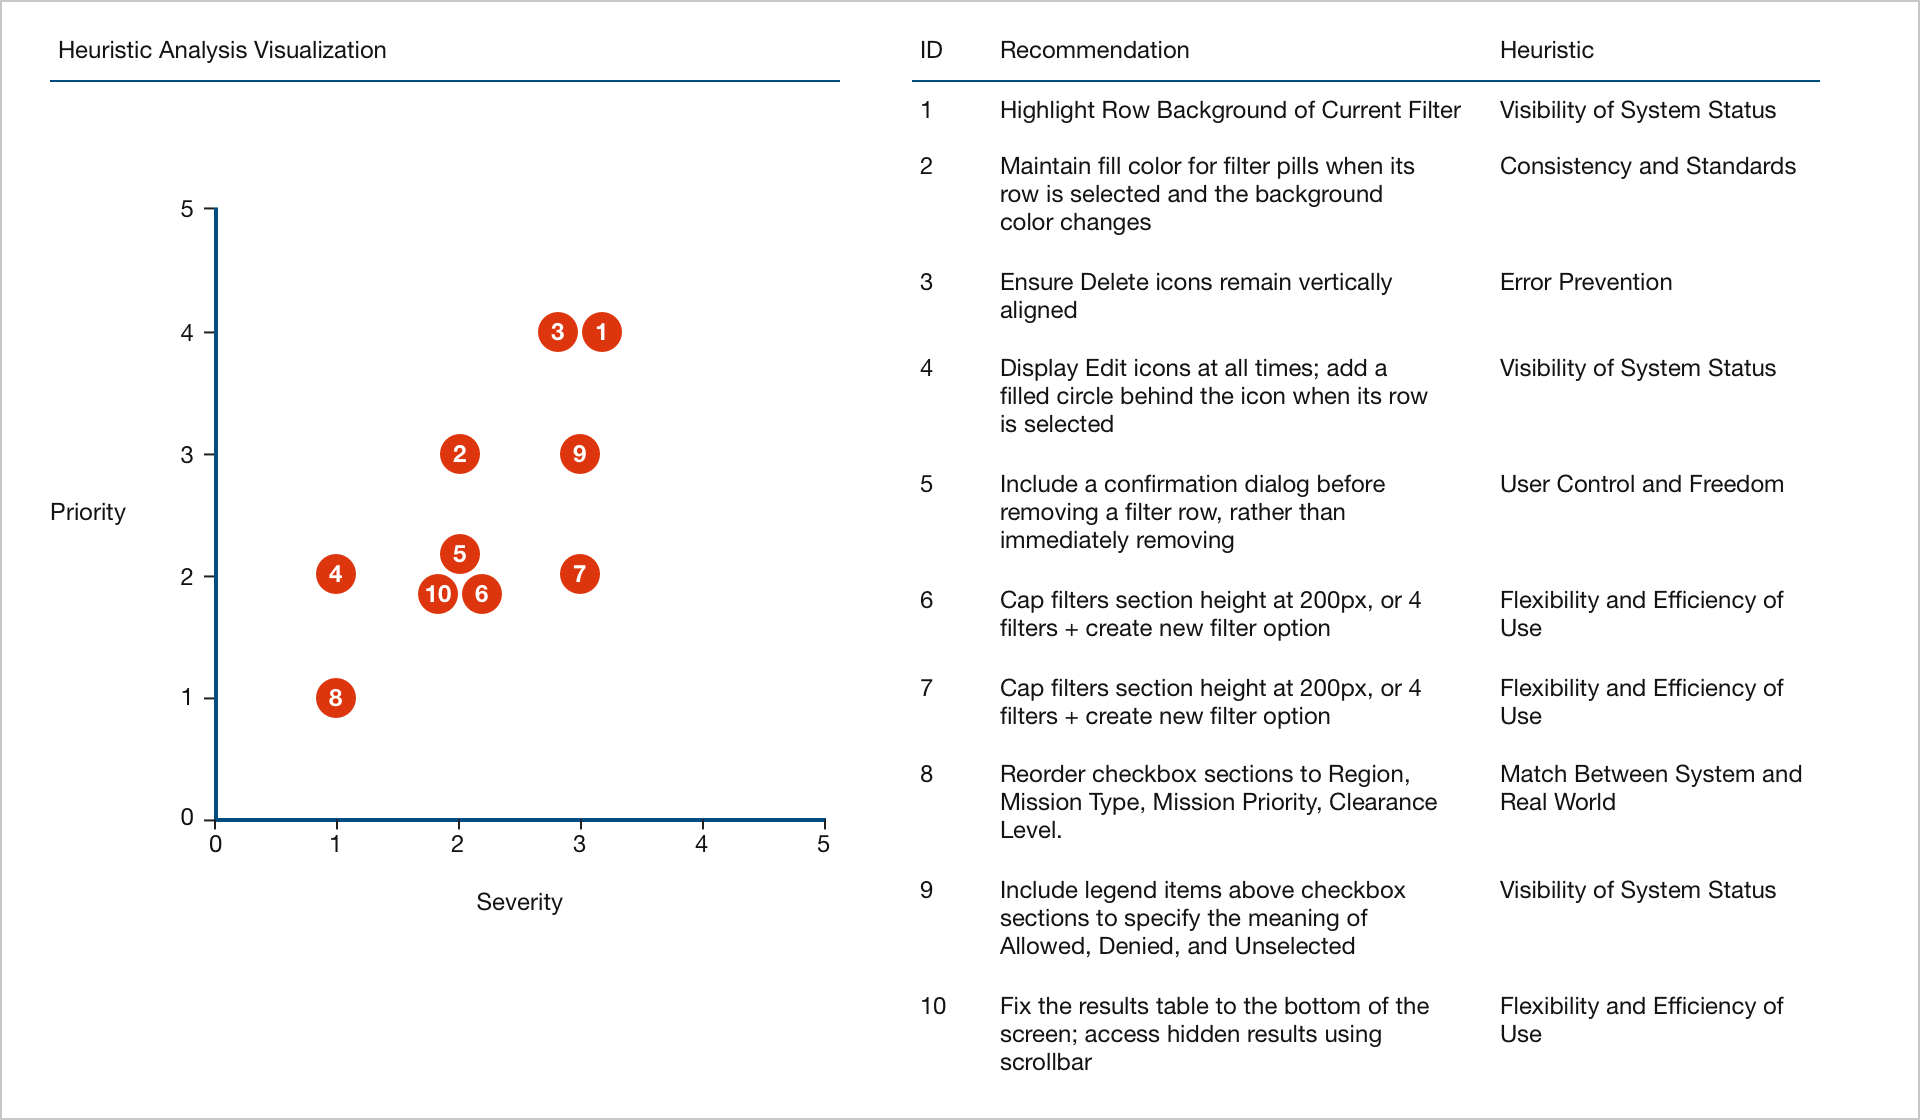 Heuristic Analysis Visualization
5
4
3
2
1
0
Priority
3 1
2 9
5
4 7
10 6
8
0 1 2 3 4 5
Severity
ID Recommendation Heuristic
1 Highlight Row Background of Current Filter Visibility of System Status
2 Maintain fill color for filter pills when its Consistency and Standards
row is selected and the background
color changes
3 Ensure Delete icons remain vertically Error Prevention
aligned
4 Display Edit icons at all times; add a Visibility of System Status
filled circle behind the icon when its row
is selected
5 Include a confirmation dialog before User Control and Freedom
removing a filter row, rather than
immediately removing
6 Cap filters section height at 200px, or 4 Flexibility and Efficiency of
filters + create new filter option Use
7 Cap filters section height at 200px, or 4 Flexibility and Efficiency of
filters + create new filter option Use
8 Reorder checkbox sections to Region, Match Between System and
Mission Type, Mission Priority, Clearance Real World
Level.
9 Include legend items above checkbox Visibility of System Status
sections to specify the meaning of
Allowed, Denied, and Unselected
10 Fix the results table to the bottom of the Flexibility and Efficiency of
screen; access hidden results using Use
scrollbar